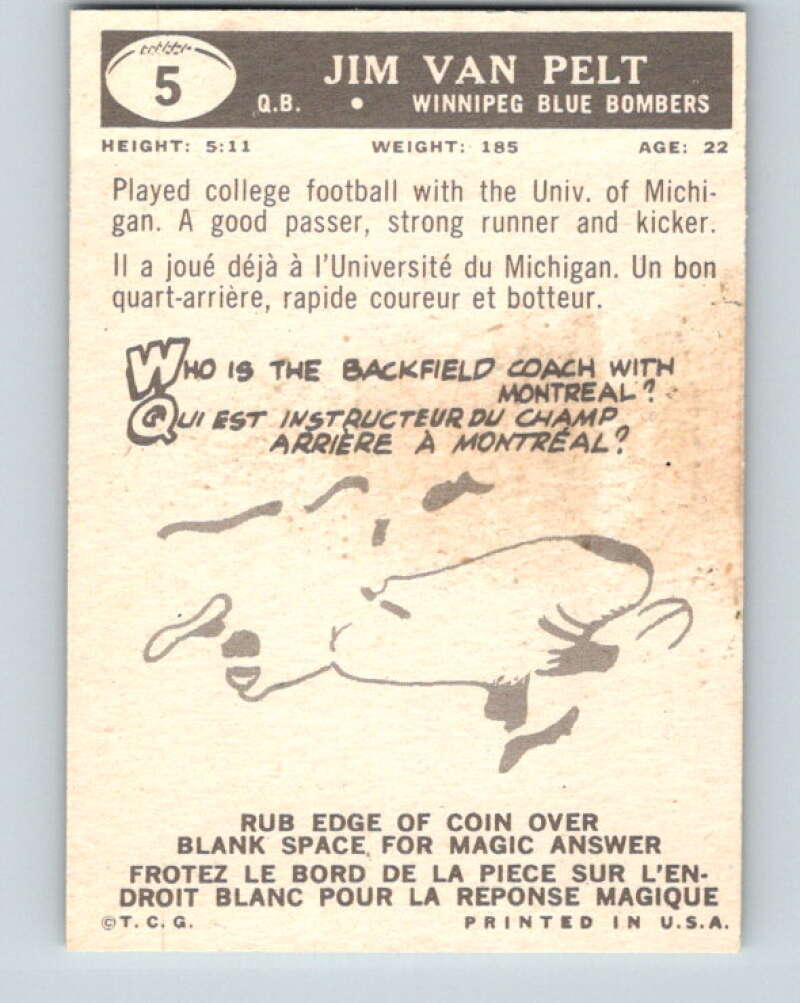 5
JIM VAN PELT
Q.B. • WINNIPEG BLUE BOMBERS
HEIGHT: 5:11 WEIGHT: 185 AGE: 22
Played college football with the Univ. of Michi-
gan. A good passer, strong runner and kicker.
Il a joué déjà à l'Université du Michigan. Un bon
quart-arrière, rapide coureur et botteur.
WHO IS THE BACKFIELD COACH WITH
MONTREAL?
QUI EST INSTRUCTEUR DU CHAMP
ARRIÈRE À MONTRÉAL?
RUB EDGE OF COIN OVER
BLANK SPACE FOR MAGIC ANSWER
FROTEZ LE BORD DE LA PIECE SUR L'EN-
DROIT BLANC POUR LA REPONSE MAGIQUE
©T. C. G. PRINTED IN U.S.A.